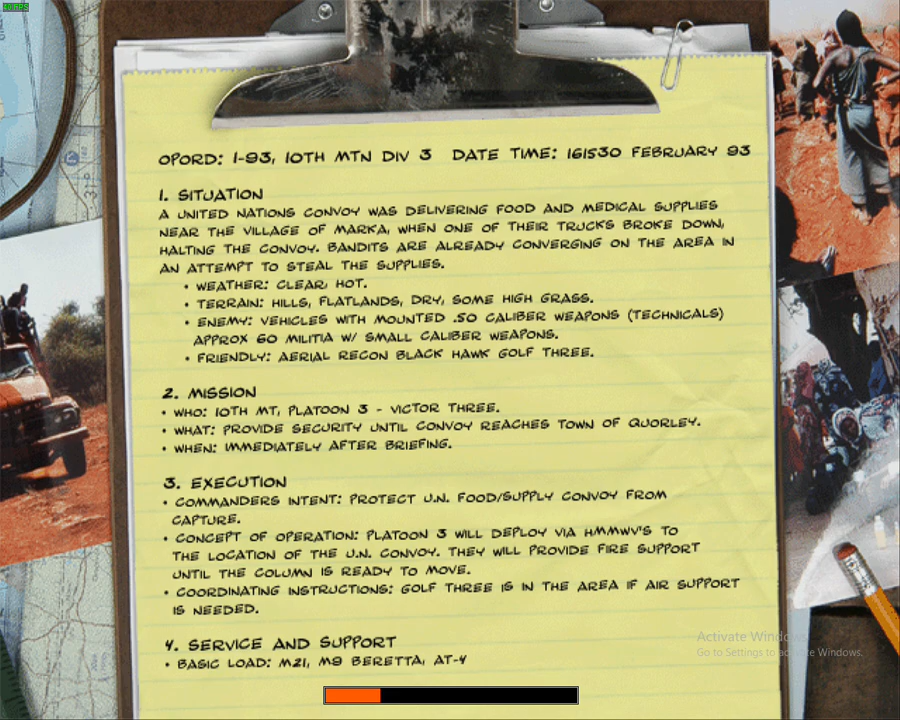 OPORD: 1-93, 10TH MTN DIV 3 DATE TIME: 161530 FEBRUARY 93
1. SITUATION
A UNITED NATIONS CONVOY WAS DELIVERING FOOD AND MEDICAL SUPPLIES
NEAR THE VILLAGE OF MARKA, WHEN ONE OF THEIR TRUCKS BROKE DOWN,
HALTING THE CONVOY. BANDITS ARE ALREADY CONVERGING ON THE AREA IN
AN ATTEMPT TO STEAL THE SUPPLIES.
• WEATHER: CLEAR, HOT.
• TERRAIN: HILLS, FLATLANDS, DRY, SOME HIGH GRASS.
• ENEMY: VEHICLES WITH MOUNTED .50 CALIBER WEAPONS (TECHNICALS)
APPROX 60 MILITIA W/ SMALL CALIBER WEAPONS.
• FRIENDLY: AERIAL RECON BLACK HAWK GOLF THREE.
2. MISSION
• WHO: 10TH MT, PLATOON 3 - VICTOR THREE.
• WHAT: PROVIDE SECURITY UNTIL CONVOY REACHES TOWN OF QUORLEY.
• WHEN: IMMEDIATELY AFTER BRIEFING.
3. EXECUTION
• COMMANDERS INTENT: PROTECT U.N. FOOD/SUPPLY CONVOY FROM
CAPTURE.
• CONCEPT OF OPERATION: PLATOON 3 WILL DEPLOY VIA HMMWV'S TO
THE LOCATION OF THE U.N. CONVOY. THEY WILL PROVIDE FIRE SUPPORT
UNTIL THE COLUMN IS READY TO MOVE.
• COORDINATING INSTRUCTIONS: GOLF THREE IS IN THE AREA IF AIR SUPPORT
IS NEEDED.
4. SERVICE AND SUPPORT
• BASIC LOAD: M21, M9 BERETTA, AT-4
Activate Windows
Go to Settings to activate Windows.